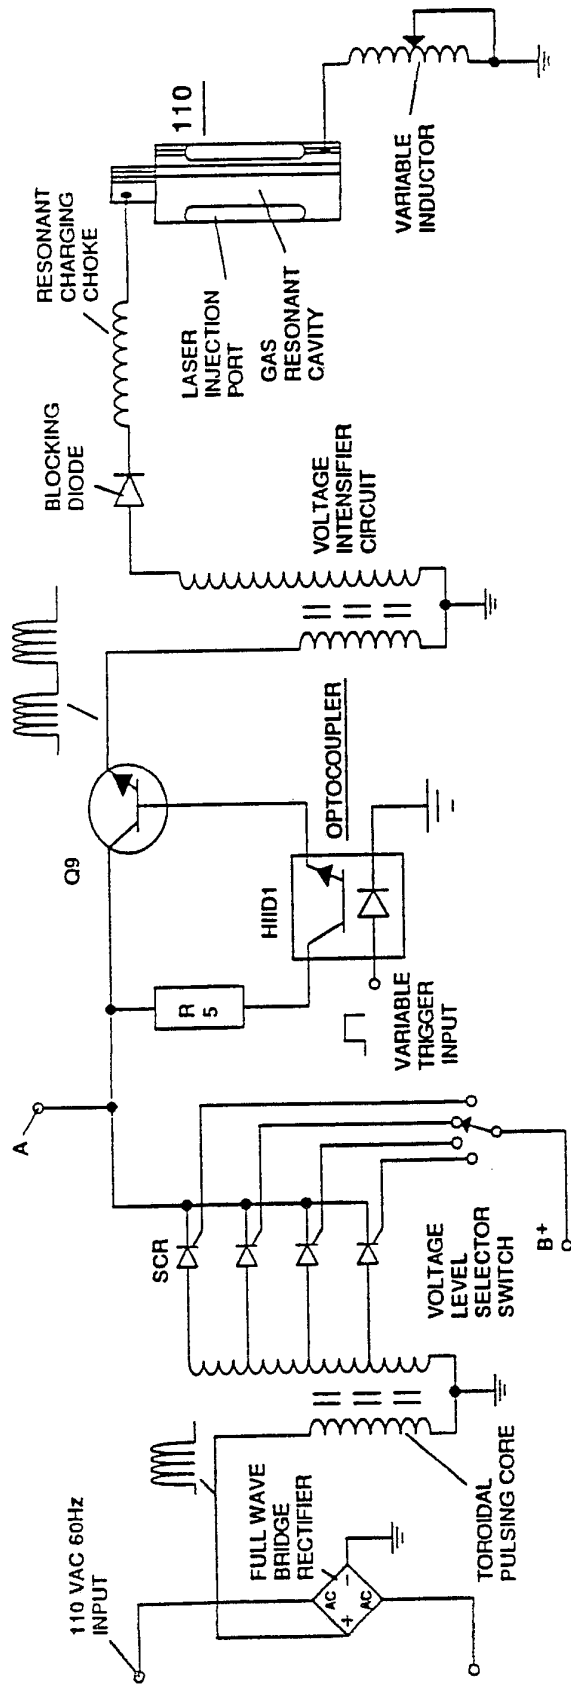 110 VAC 60Hz
INPUT
FULL WAVE
BRIDGE
RECTIFIER
AC
+
-
AC
TOROIDAL
PULSING CORE
SCR
VOLTAGE
LEVEL
SELECTOR
SWITCH
B+
A
R
5
VARIABLE
TRIGGER
INPUT
HIID1
OPTOCOUPLER
Q9
VOLTAGE
INTENSIFIER
CIRCUIT
BLOCKING
DIODE
RESONANT
CHARGING
CHOKE
LASER
INJECTION
PORT
GAS
RESONANT
CAVITY
110
VARIABLE
INDUCTOR